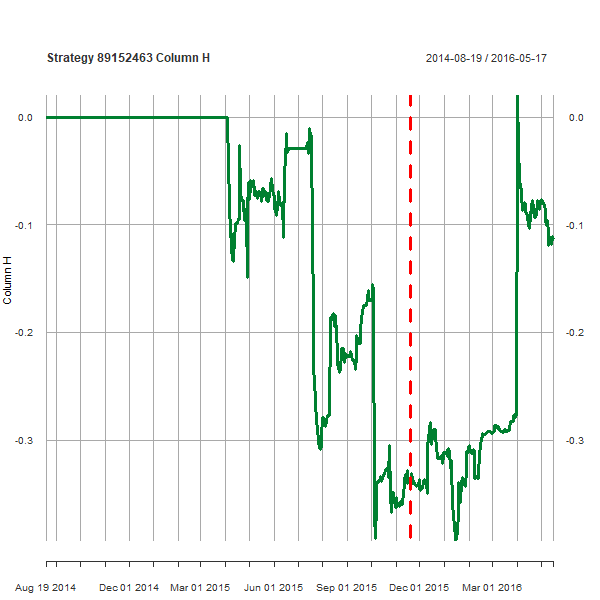 Strategy 89152463 Column H
2014-08-19 / 2016-05-17
0.0 0.0
-0.1 -0.1
-0.2 -0.2
-0.3 -0.3
Column H
Aug 19 2014 Dec 01 2014 Mar 01 2015 Jun 01 2015 Sep 01 2015 Dec 01 2015 Mar 01 2016